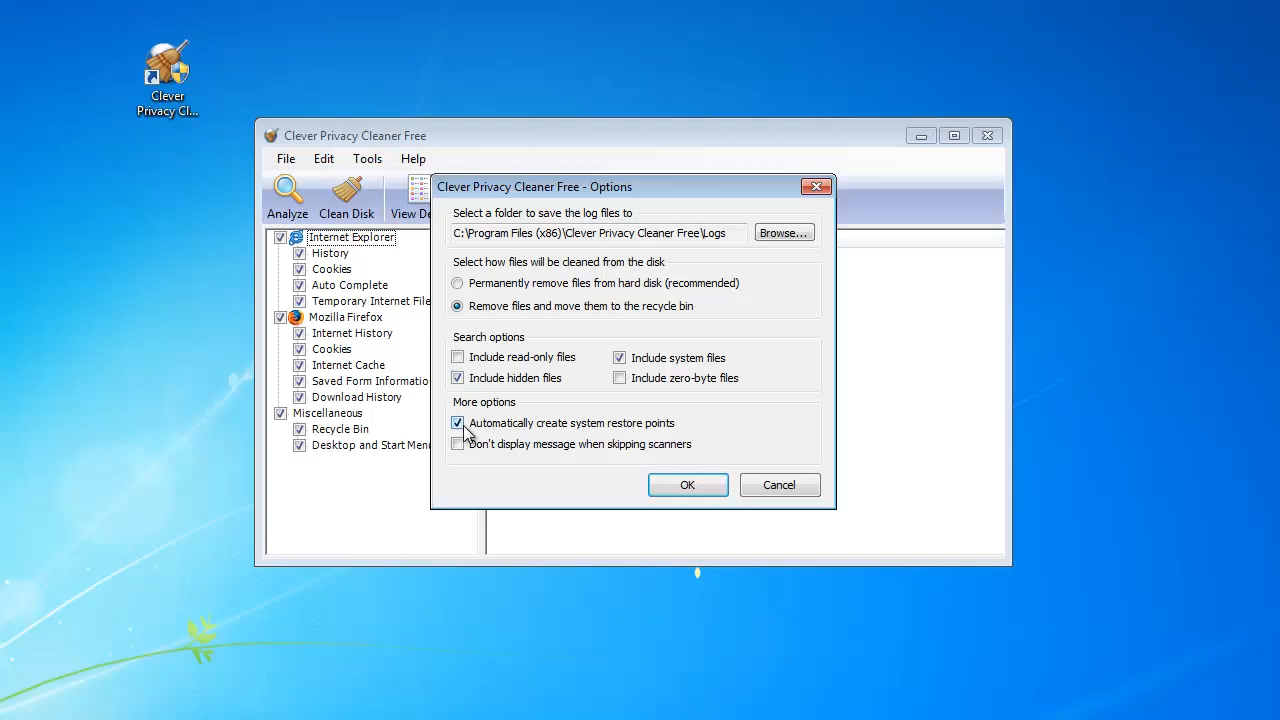 Clever
Privacy Cl...
Clever Privacy Cleaner Free
File Edit Tools Help
Analyze Clean Disk View De
Internet Explorer
History
Cookies
Auto Complete
Temporary Internet File
Mozilla Firefox
Internet History
Cookies
Internet Cache
Saved Form Informatio
Download History
Miscellaneous
Recycle Bin
Desktop and Start Menu
Clever Privacy Cleaner Free - Options
Select a folder to save the log files to
C:\Program Files (x86)\Clever Privacy Cleaner Free\Logs Browse...
Select how files will be cleaned from the disk
Permanently remove files from hard disk (recommended)
Remove files and move them to the recycle bin
Search options
Include read-only files Include system files
Include hidden files Include zero-byte files
More options
Automatically create system restore points
Don't display message when skipping scanners
OK Cancel